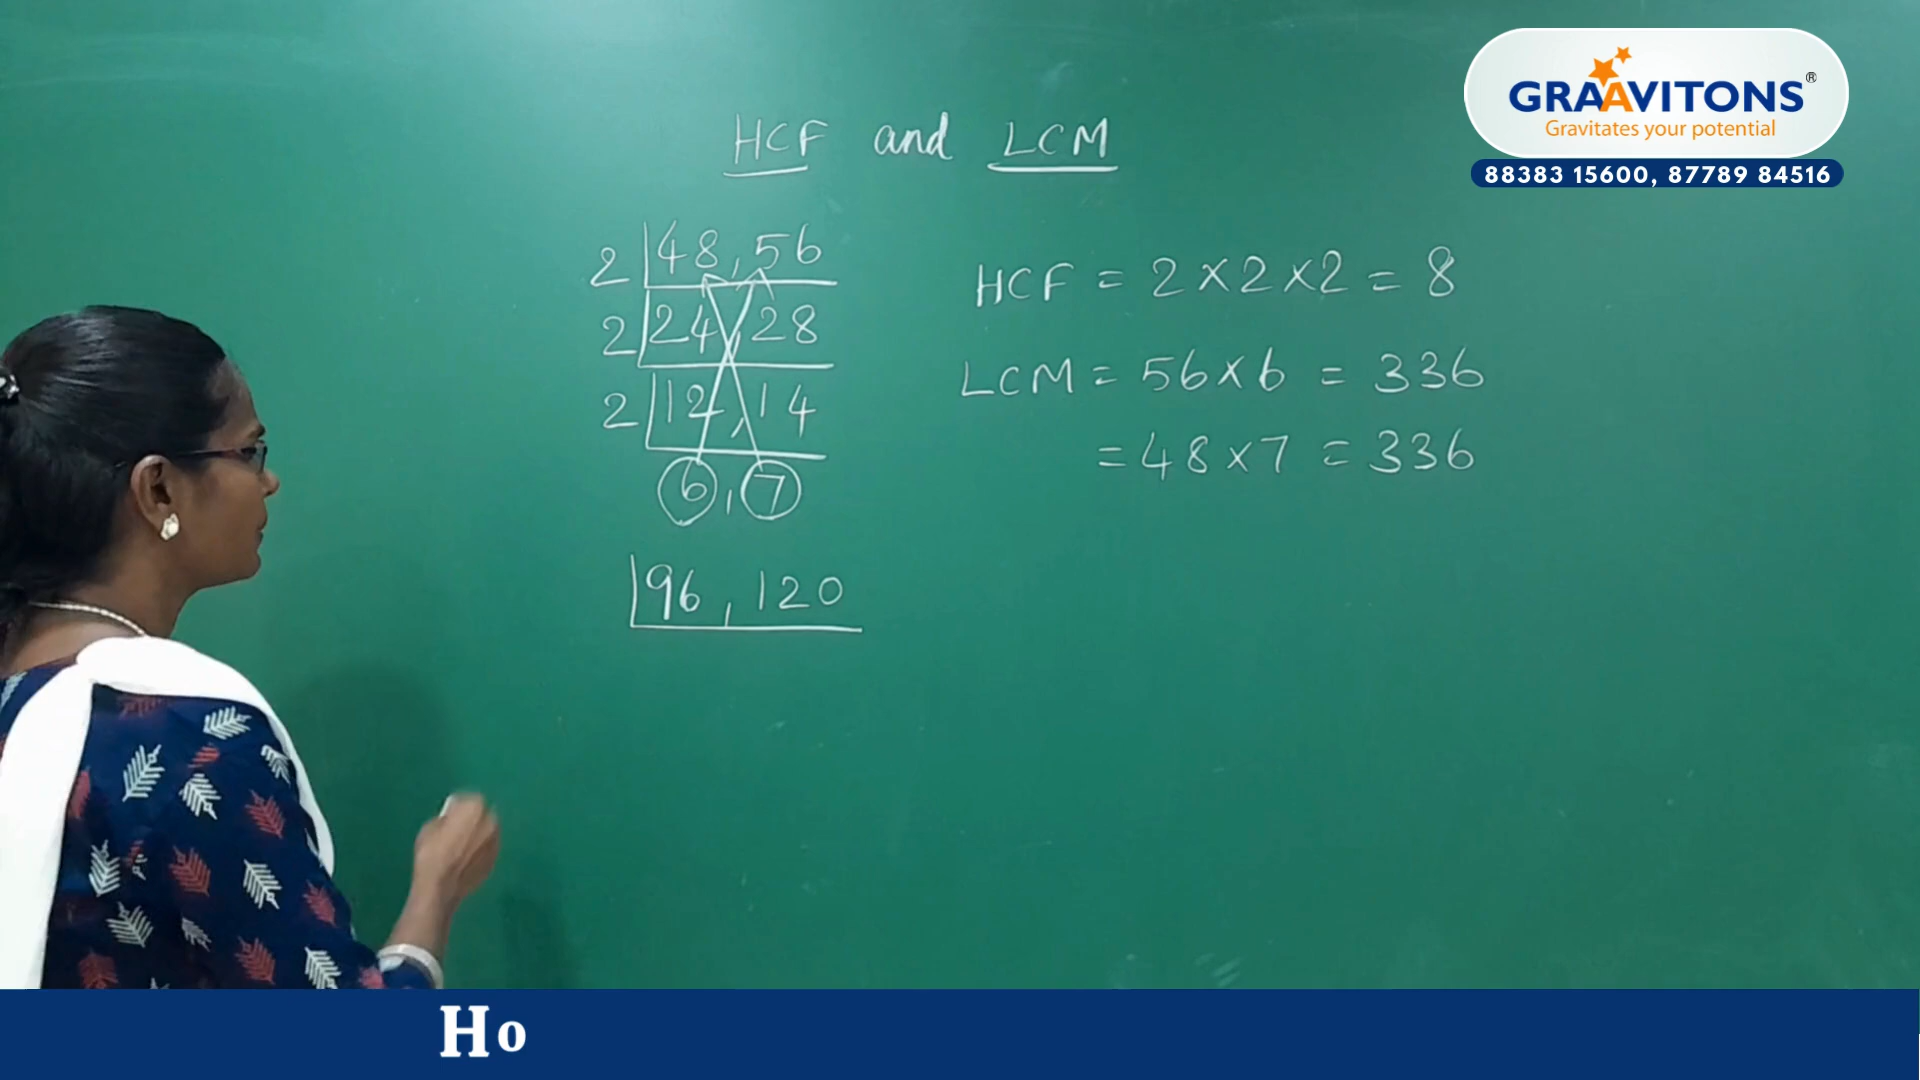 GRAAVITONS®
Gravitates your potential
88383 15600, 87789 84516
HCF and LCM
2 |48, 56
2 |24, 28
2 |12, 14
6, 7
HCF = 2 × 2 × 2 = 8
LCM = 56 × 6 = 336
= 48 × 7 = 336
|96, 120
Ho